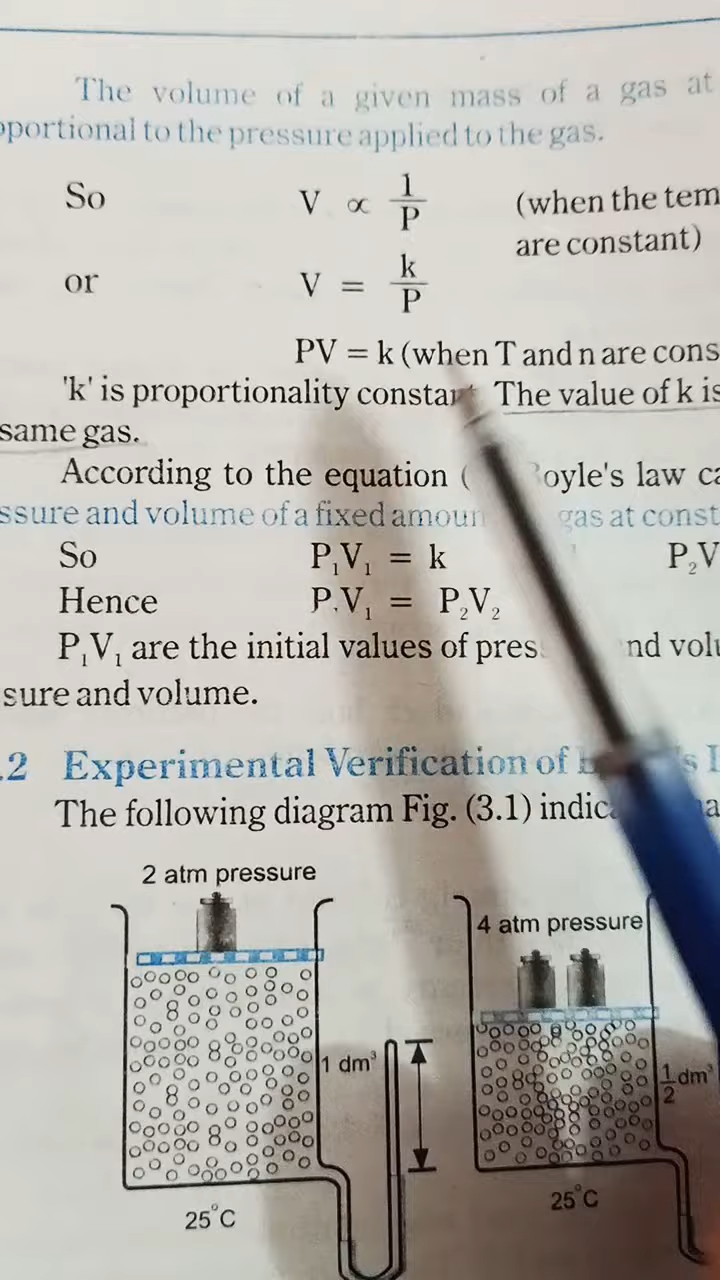 The volume of a given mass of a gas at
portional to the pressure applied to the gas.
So V ∝ 1/P (when the tem
are constant)
or V = k/P
PV = k (when T and n are cons
'k' is proportionality constant The value of k is
same gas.
According to the equation ( oyle's law ca
ssure and volume of a fixed amoun gas at const
So P₁V₁ = k P₂V
Hence P₁V₁ = P₂V₂
P₁V₁ are the initial values of pres nd volu
sure and volume.
.2 Experimental Verification of s
The following diagram Fig. (3.1) indic
2 atm pressure
4 atm pressure
1 dm³
1/2 dm³
25°C
25°C